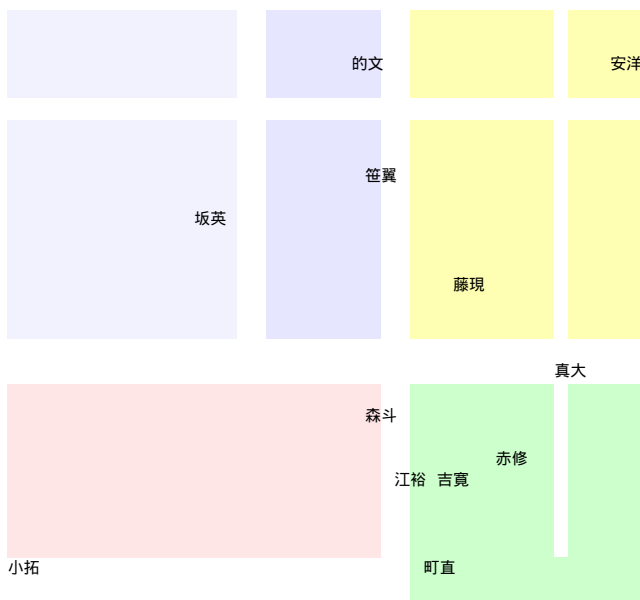 的文
安洋
笹翼
坂英
藤現
真大
森斗
赤修
江裕 吉寛
小拓
町直